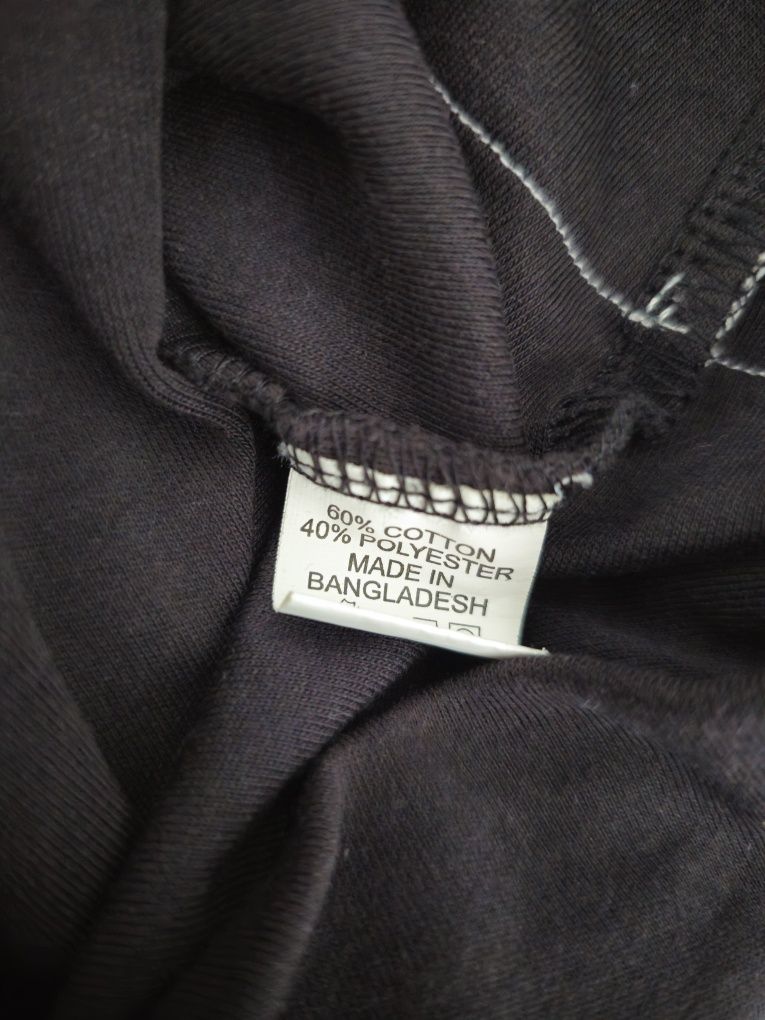 60% COTTON
40% POLYESTER
MADE IN
BANGLADESH